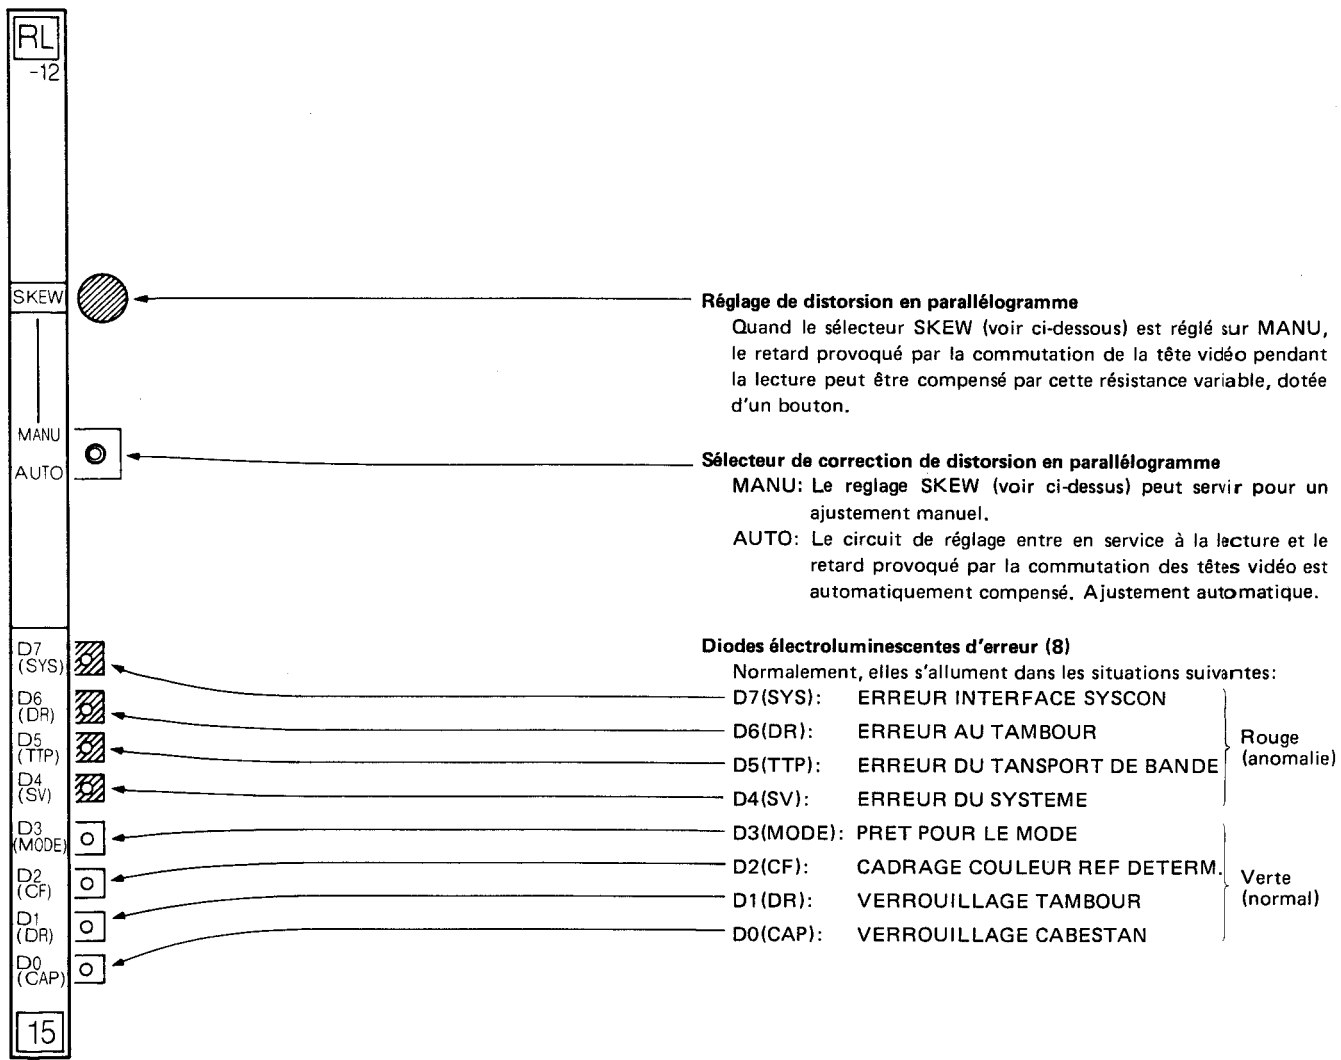 RL
-12
SKEW
MANU
AUTO
D7
(SYS)
D6
(DR)
D5
(TTP)
D4
(SV)
D3
(MODE)
D2
(CF)
D1
(DR)
D0
(CAP)
15
Réglage de distorsion en parallélogramme
Quand le sélecteur SKEW (voir ci-dessous) est réglé sur MANU,
le retard provoqué par la commutation de la tête vidéo pendant
la lecture peut être compensé par cette résistance variable, dotée
d'un bouton.
Sélecteur de correction de distorsion en parallélogramme
MANU: Le reglage SKEW (voir ci-dessus) peut servir pour un
ajustement manuel.
AUTO: Le circuit de réglage entre en service à la lecture et le
retard provoqué par la commutation des têtes vidéo est
automatiquement compensé. Ajustement automatique.
Diodes électroluminescentes d'erreur (8)
Normalement, elles s'allument dans les situations suivantes:
D7(SYS): ERREUR INTERFACE SYSCON
D6(DR): ERREUR AU TAMBOUR
D5(TTP): ERREUR DU TANSPORT DE BANDE
D4(SV): ERREUR DU SYSTEME
Rouge
(anomalie)
D3(MODE): PRET POUR LE MODE
D2(CF): CADRAGE COULEUR REF DETERM.
D1(DR): VERROUILLAGE TAMBOUR
D0(CAP): VERROUILLAGE CABESTAN
Verte
(normal)